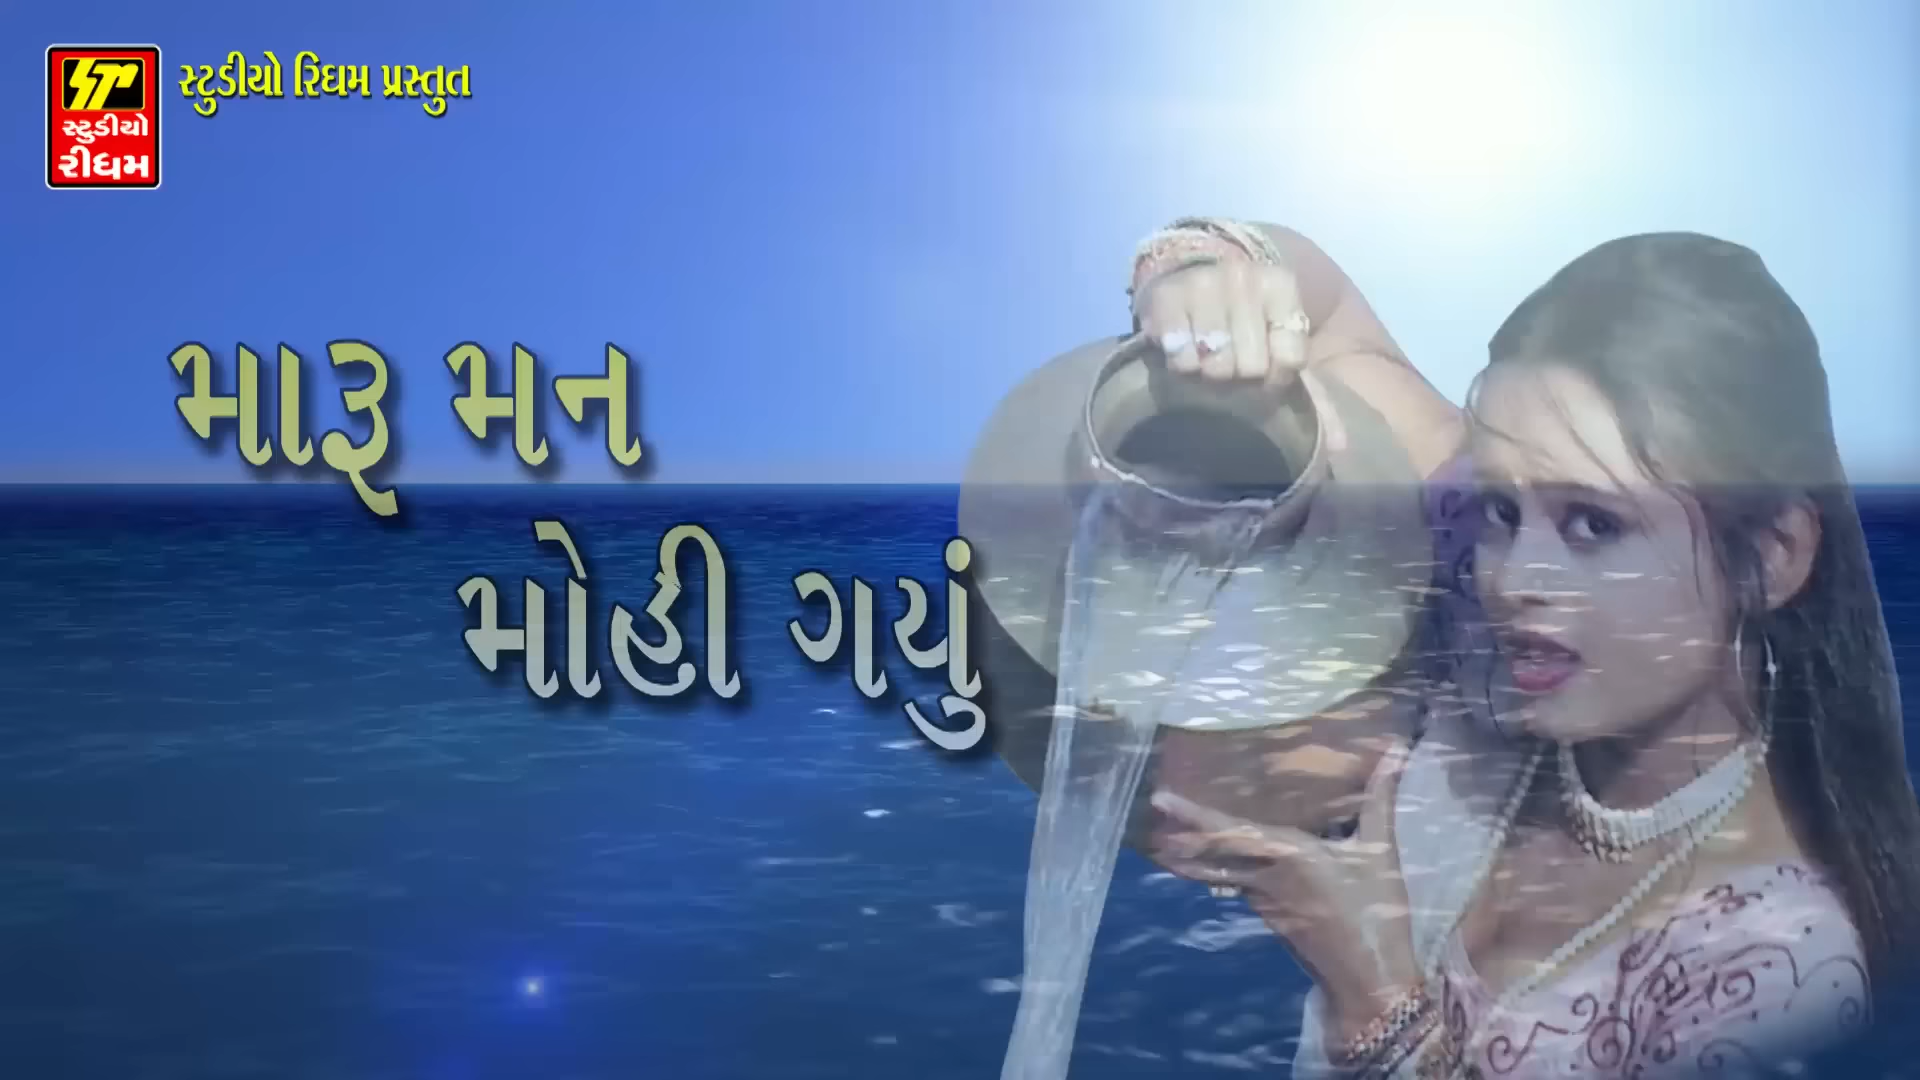 સ્ટુડીયો
રીધમ
સ્ટુડીયો રિધમ પ્રસ્તુત
મારૂ મન
મોહી ગયું